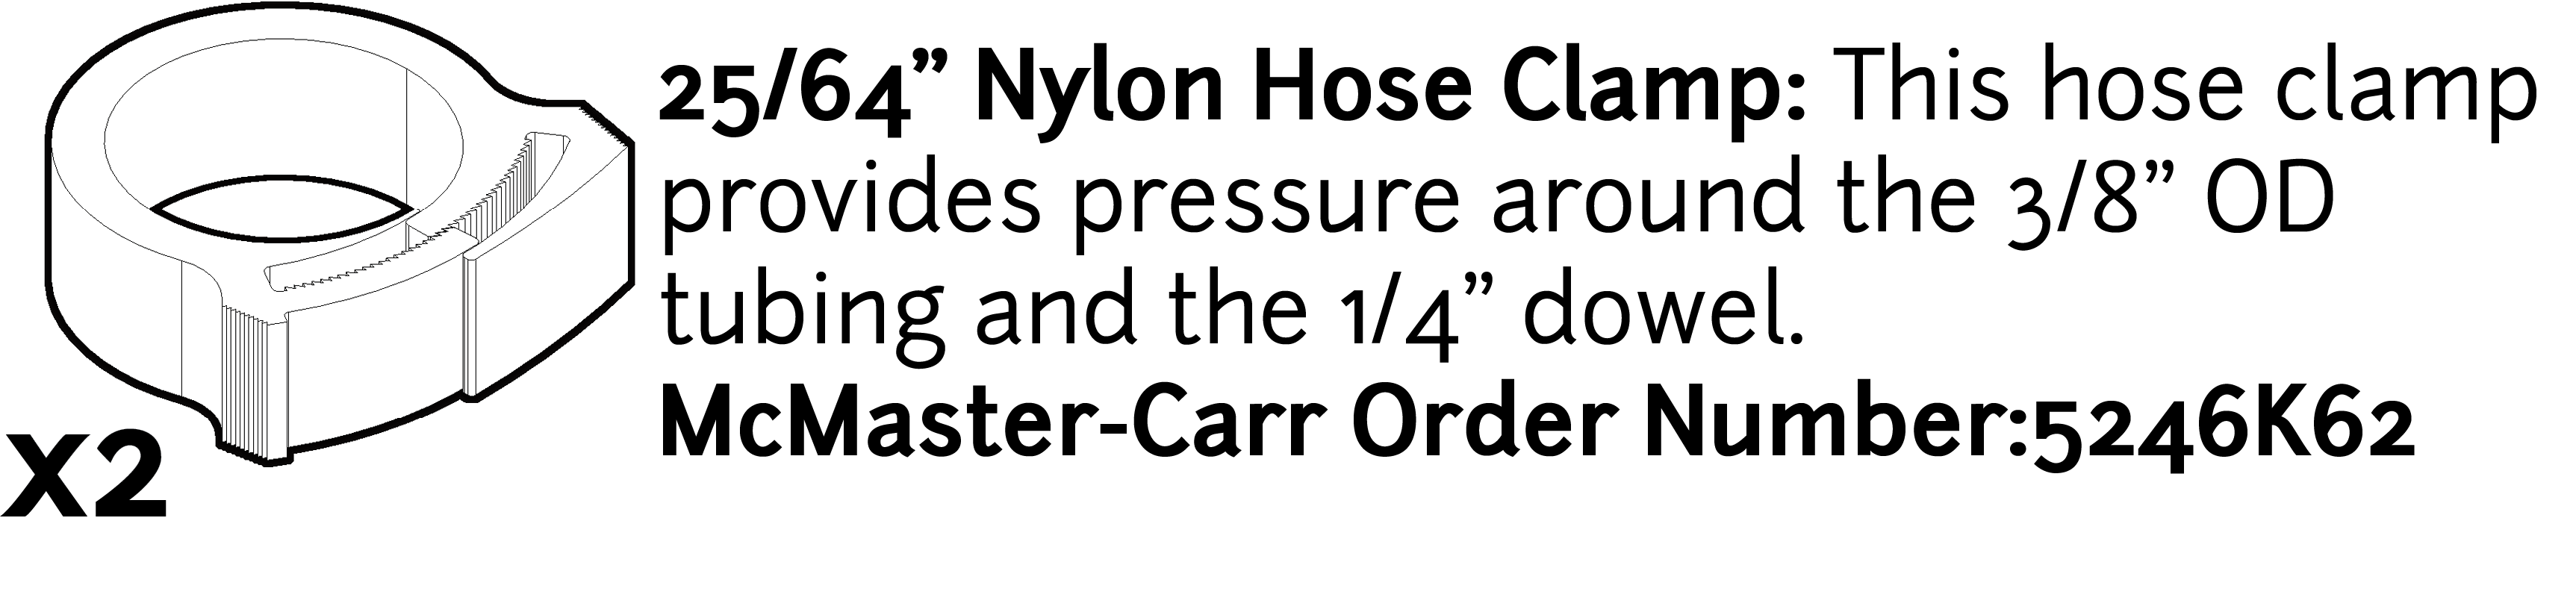 25/64” Nylon Hose Clamp: This hose clamp
provides pressure around the 3/8” OD
tubing and the 1/4” dowel.
McMaster-Carr Order Number:5246K62
x2